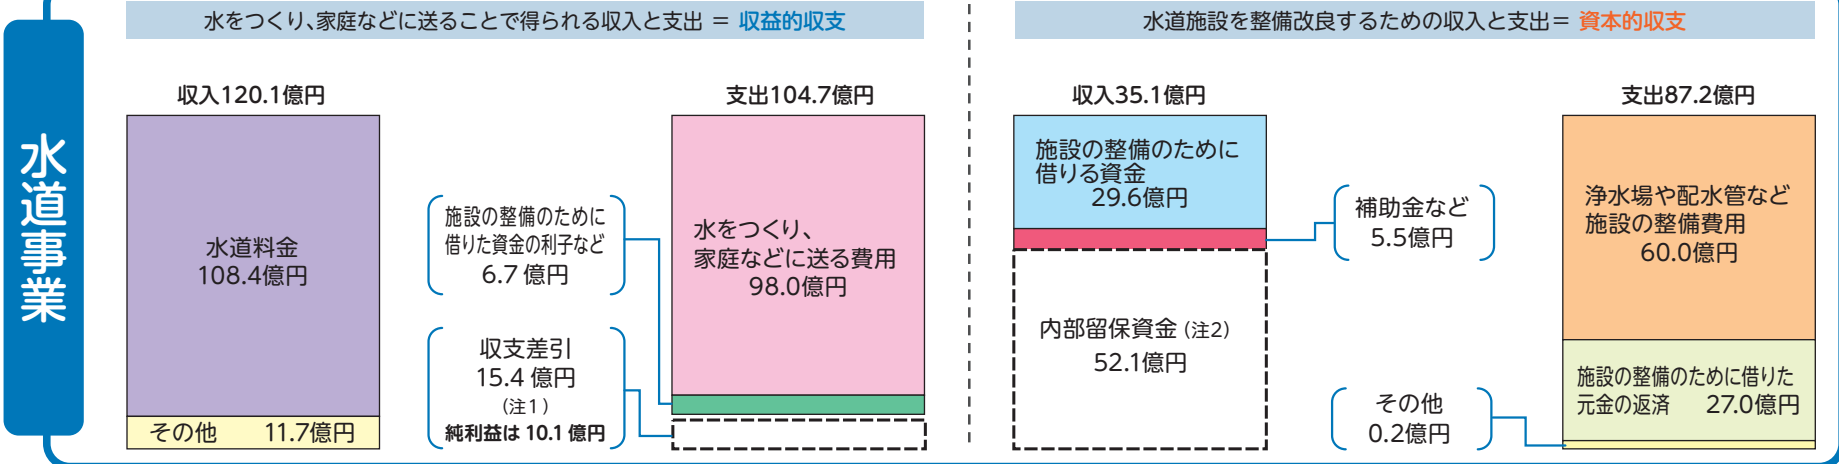 水道事業
水をつくり、家庭などに送ることで得られる収入と支出 = 収益的収支
収入120.1億円
水道料金
108.4億円
その他 11.7億円
支出104.7億円
施設の整備のために
借りた資金の利子など
6.7億円
水をつくり、
家庭などに送る費用
98.0億円
収支差引
15.4億円
(注1)
純利益は10.1億円
水道施設を整備改良するための収入と支出= 資本的収支
収入35.1億円
施設の整備のために
借りる資金
29.6億円
補助金など
5.5億円
内部留保資金(注2)
52.1億円
支出87.2億円
浄水場や配水管など
施設の整備費用
60.0億円
施設の整備のために借りた
元金の返済 27.0億円
その他
0.2億円